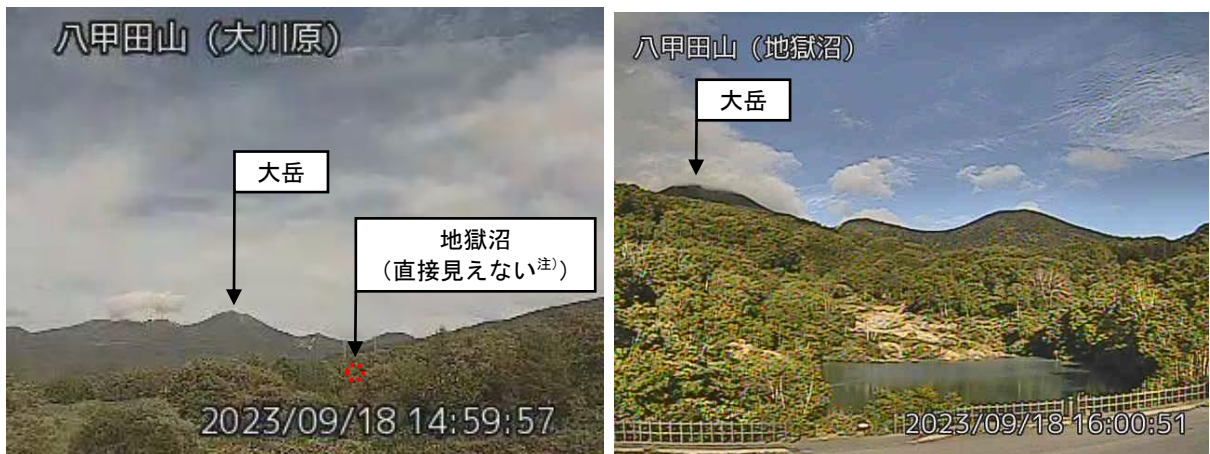 八甲田山（大川原）
大岳
地獄沼
（直接見えない注））
2023/09/18 14:59:57
八甲田山（地獄沼）
大岳
2023/09/18 16:00:51